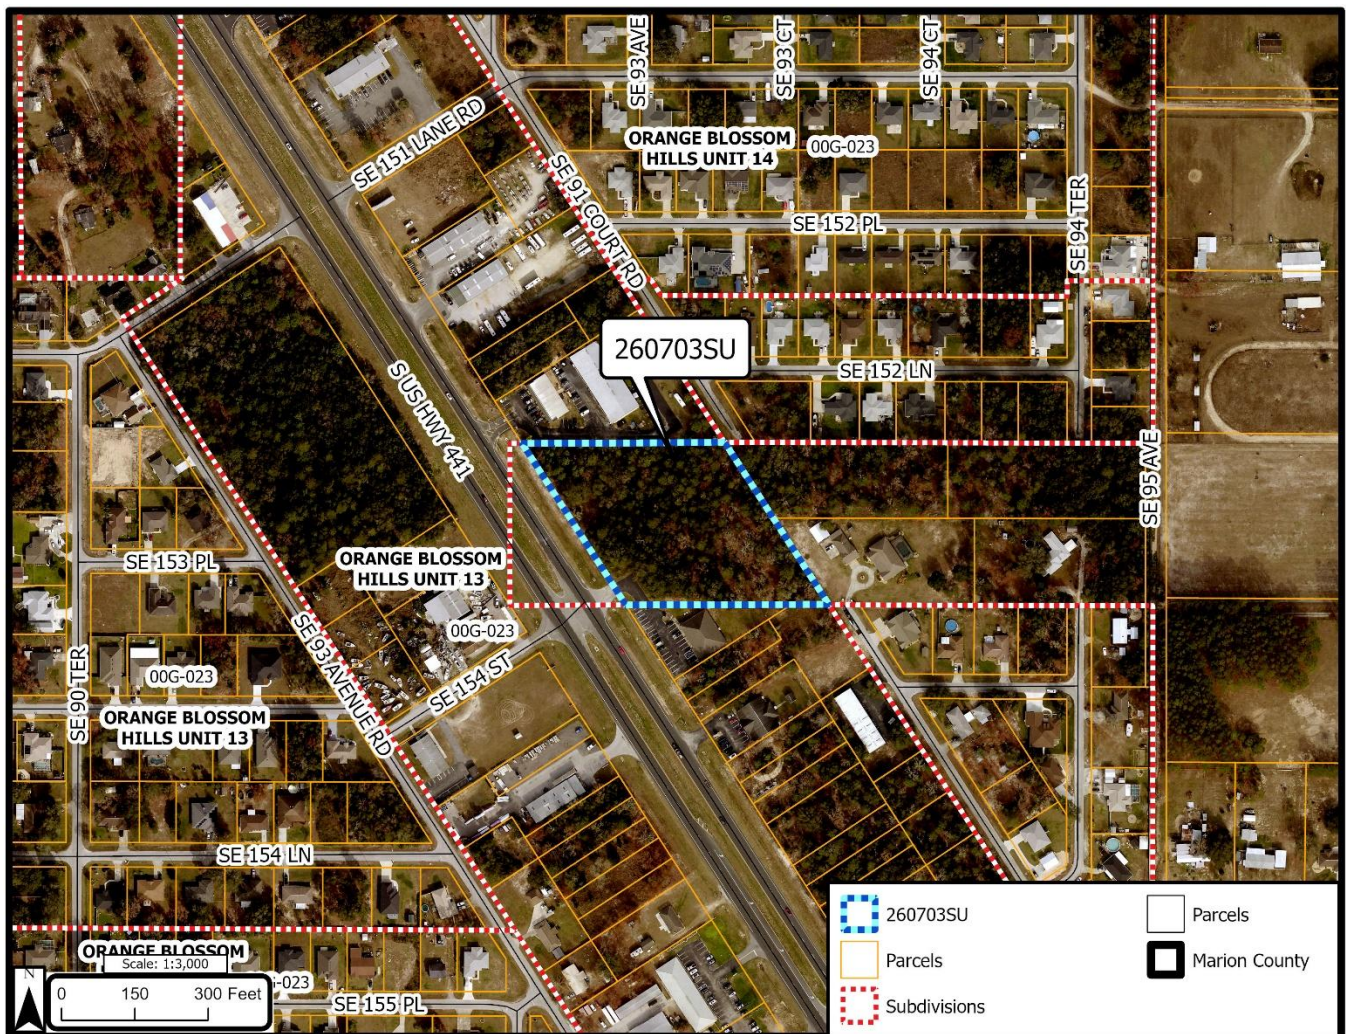 SE 93 AVE
SE 93 CT
SE 94 CT
SE 151 LANE RD
ORANGE BLOSSOM
HILLS UNIT 14
00G-023
SE 91 COURT RD
SE 152 PL
SE 94 TER
260703SU
SE 152 LN
S US HWY 441
SE 95 AVE
SE 153 PL
ORANGE BLOSSOM
HILLS UNIT 13
00G-023
SE 154 ST
SE 93 AVENUE RD
SE 90 TER
00G-023
ORANGE BLOSSOM
HILLS UNIT 13
SE 154 LN
ORANGE BLOSSOM
Scale: 1:3,000
G-023
SE 155 PL
N
0 150 300 Feet
260703SU
Parcels
Subdivisions
Parcels
Marion County